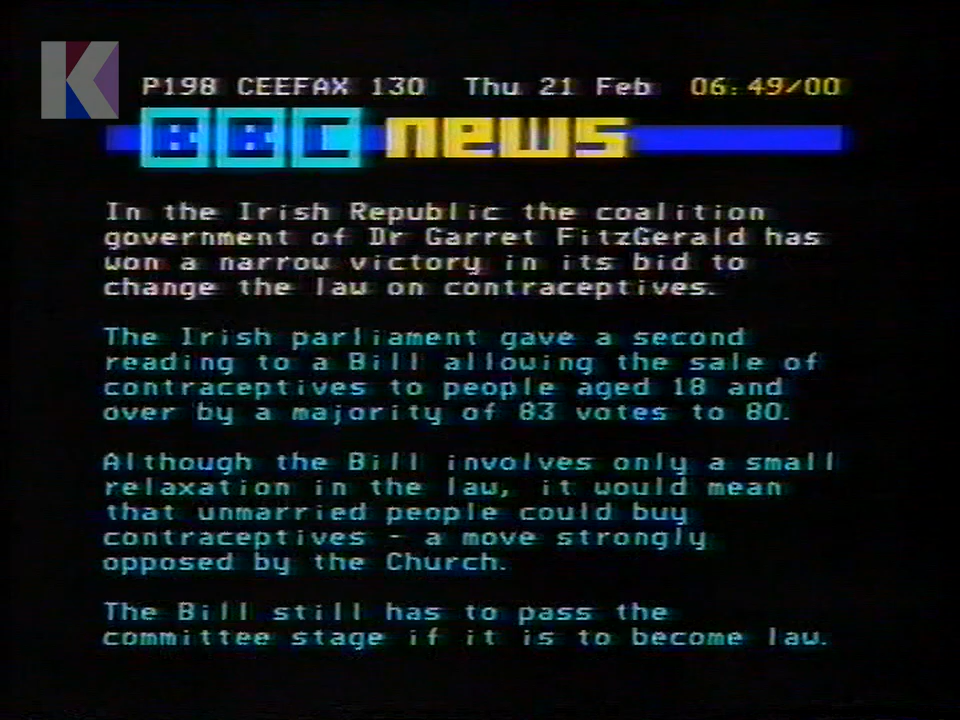 K
P198 CEEFAX 130 Thu 21 Feb 06:49/00
BBC news
In the Irish Republic the coalition
government of Dr Garret FitzGerald has
won a narrow victory in its bid to
change the law on contraceptives.
The Irish parliament gave a second
reading to a Bill allowing the sale of
contraceptives to people aged 18 and
over by a majority of 83 votes to 80.
Although the Bill involves only a small
relaxation in the law, it would mean
that unmarried people could buy
contraceptives - a move strongly
opposed by the Church.
The Bill still has to pass the
committee stage if it is to become law.